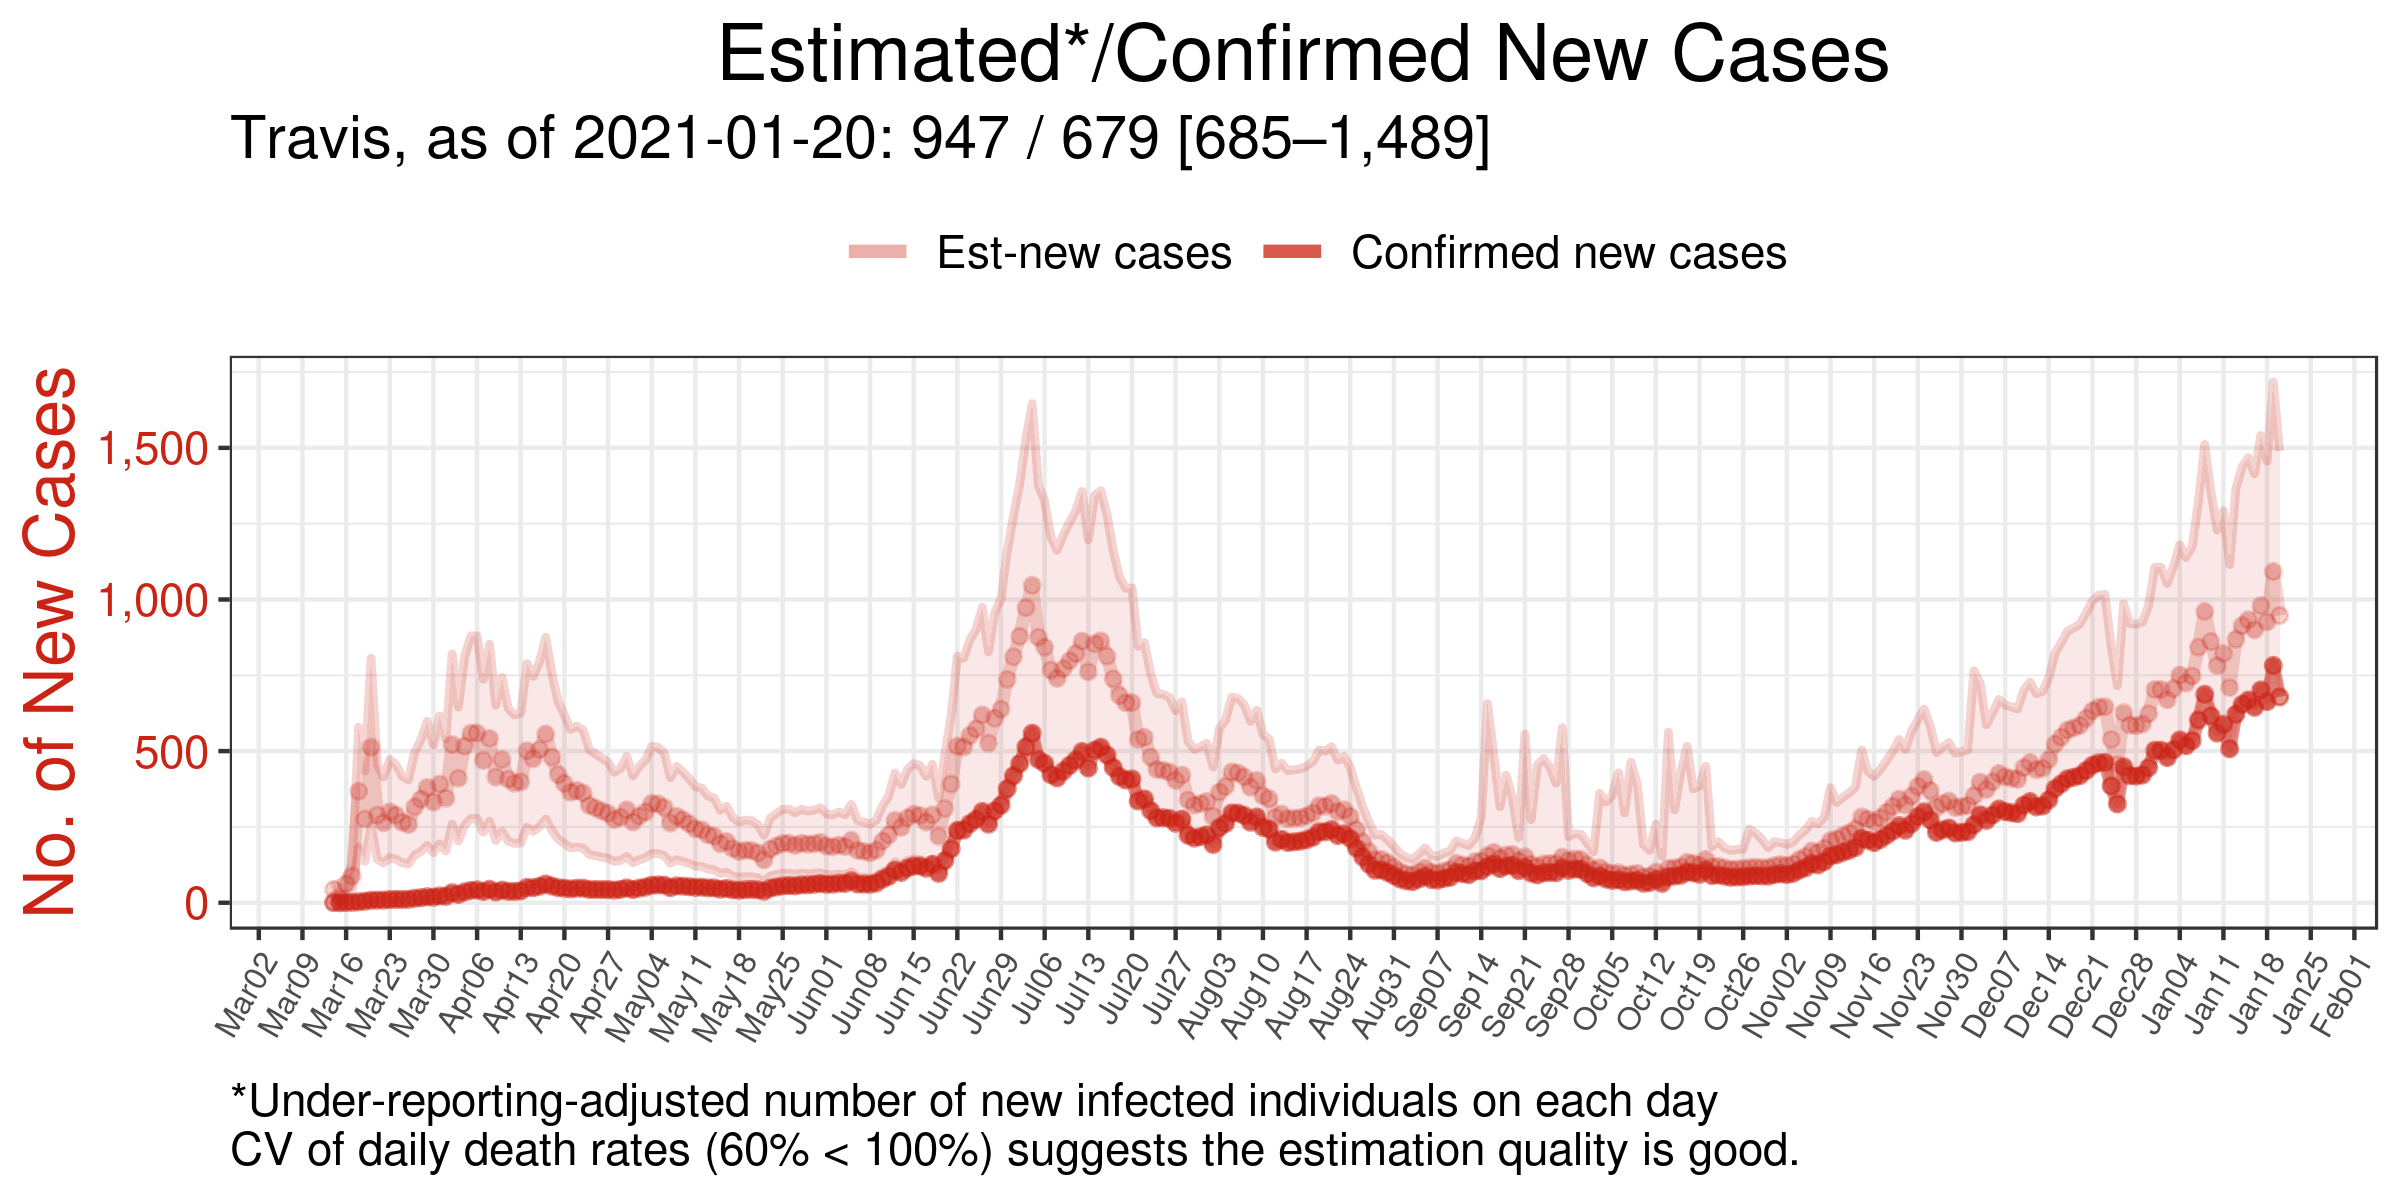 Estimated*/Confirmed New Cases
Travis, as of 2021-01-20: 947 / 679 [685–1,489]
Est-new cases
Confirmed new cases
No. of New Cases
1,500
1,000
500
0
Mar02
Mar09
Mar16
Mar23
Mar30
Apr06
Apr13
Apr20
Apr27
May04
May11
May18
May25
Jun01
Jun08
Jun15
Jun22
Jun29
Jul06
Jul13
Jul20
Jul27
Aug03
Aug10
Aug17
Aug24
Aug31
Sep07
Sep14
Sep21
Sep28
Oct05
Oct12
Oct19
Oct26
Nov02
Nov09
Nov16
Nov23
Nov30
Dec07
Dec14
Dec21
Dec28
Jan04
Jan11
Jan18
Jan25
Feb01
*Under-reporting-adjusted number of new infected individuals on each day
CV of daily death rates (60% < 100%) suggests the estimation quality is good.